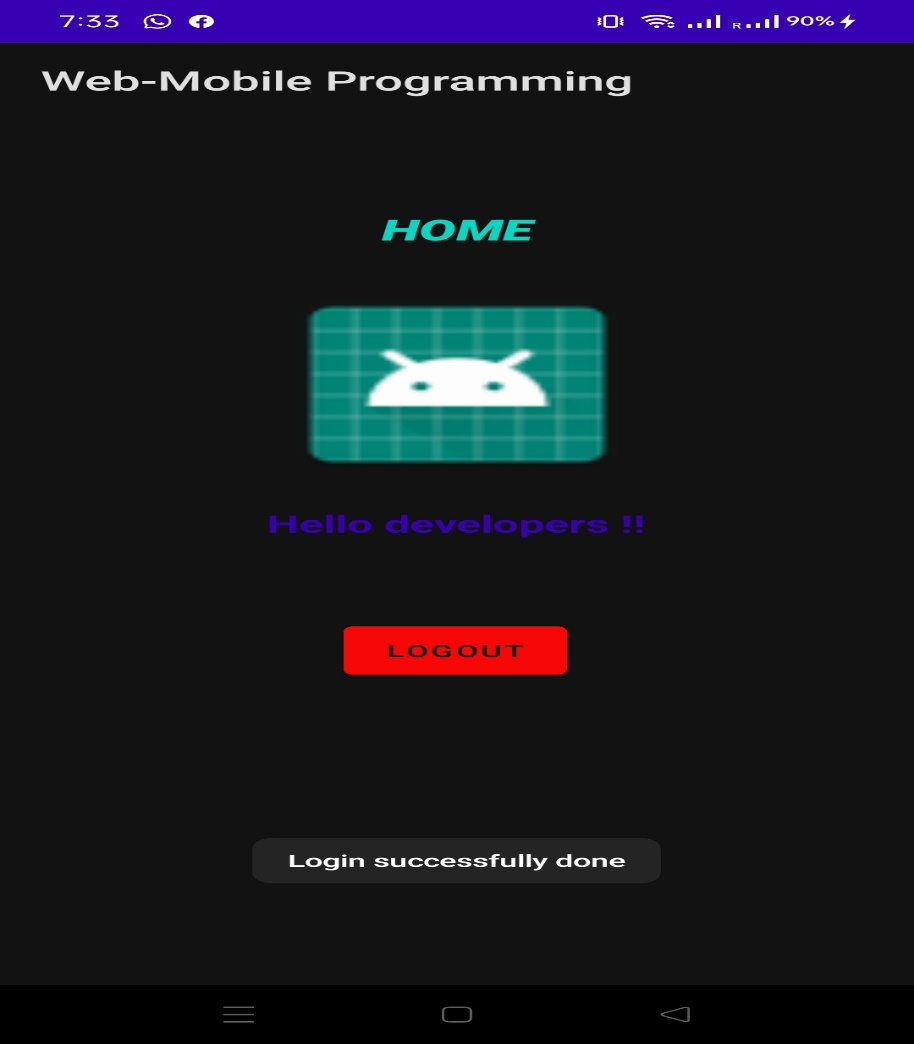 7:33 R 90%
Web-Mobile Programming
HOME
Hello developers !!
LOGOUT
Login successfully done